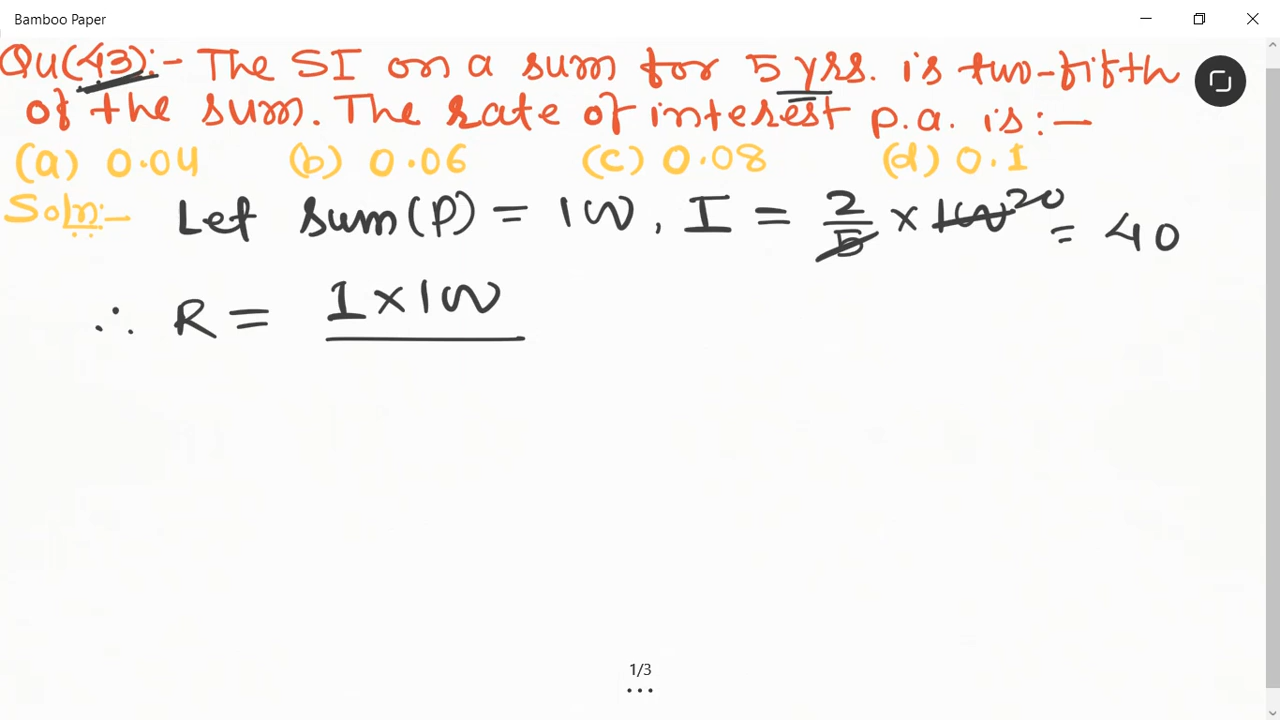 Bamboo Paper
Qu(43):- The SI on a sum for 5 yrs. is two-fifth
of the sum. The rate of interest p.a. is:-
(a) 0.04 (b) 0.06 (c) 0.08 (d) 0.1
Soln:- Let sum(P) = 100, I = 2/5 × 100 20 = 40
∴ R = I × 100
1/3